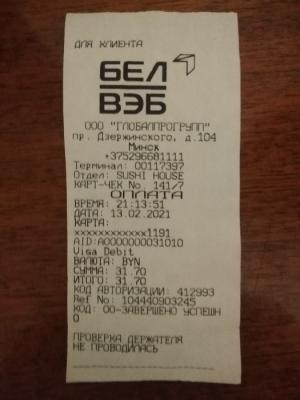 ДЛЯ КЛИЕНТА
БЕЛ
ВЭБ
ООО "ГЛОБАЛПРОГРУПП"
пр. Дзержинского, д.104
Минск
+375296681111
Терминал: 00117397
Отдел: SUSHI HOUSE
КАРТ-ЧЕК № 141/7
ОПЛАТА
ВРЕМЯ: 21:13:51
ДАТА: 13.02.2021
КАРТА:
xxxxxxxxxxxx1191
AID:A0000000031010
Visa Debit
ВАЛЮТА: BYN
СУММА: 31.70
ИТОГО: 31.70
КОД АВТОРИЗАЦИИ: 412993
Ref No: 104440903245
КОД: 00-ЗАВЕРШЕНО УСПЕШН
О
ПРОВЕРКА ДЕРЖАТЕЛЯ
НЕ ПРОВОДИЛАСЬ